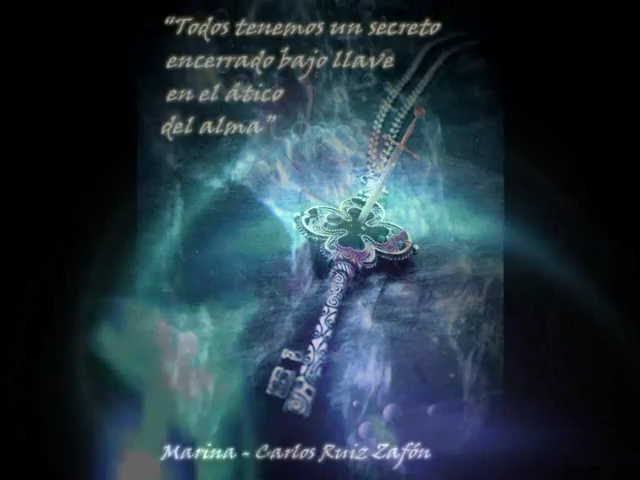 “Todos tenemos un secreto
encerrado bajo llave
en el ático
del alma”
Marina - Carlos Ruiz Zafón